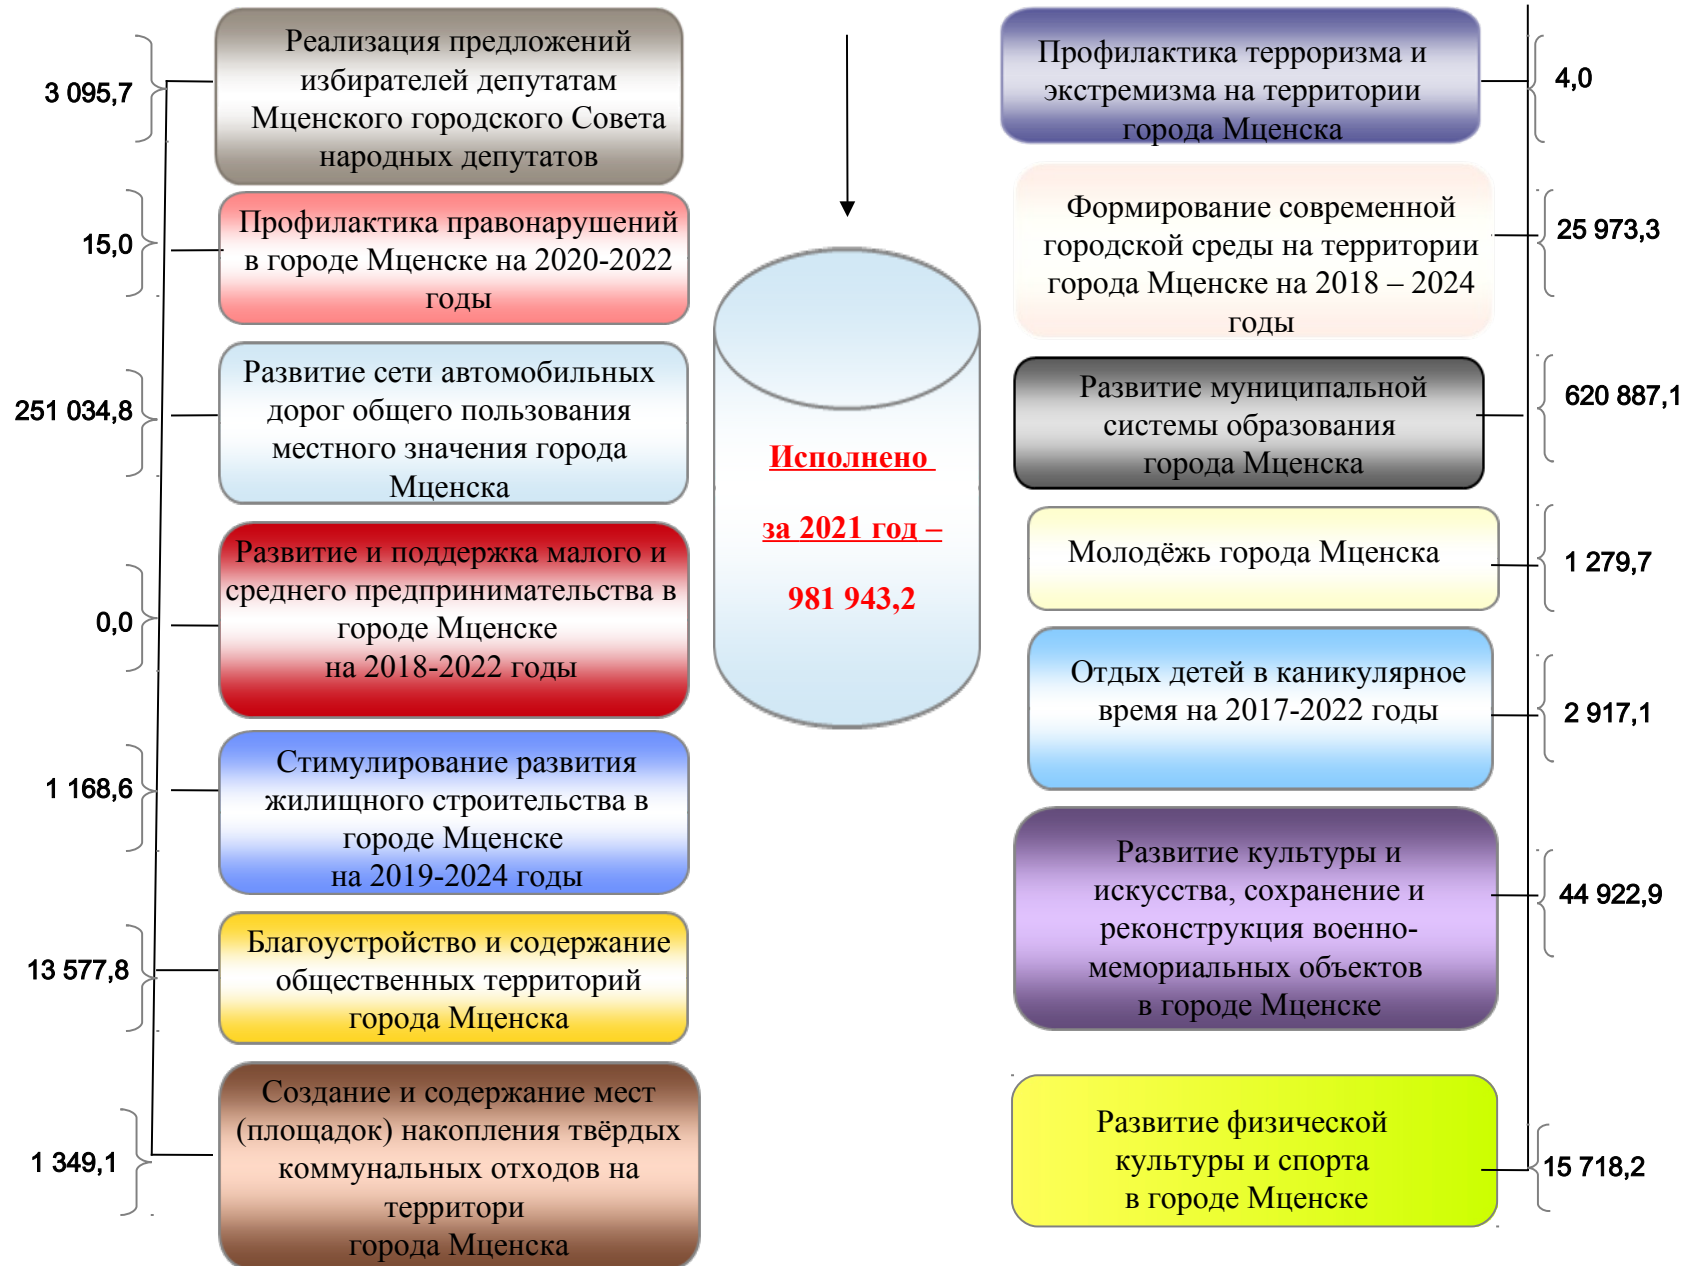 3 095,7
Реализация предложений
избирателей депутатам
Мценского городского Совета
народных депутатов
15,0
Профилактика правонарушений
в городе Мценске на 2020-2022
годы
251 034,8
Развитие сети автомобильных
дорог общего пользования
местного значения города
Мценска
0,0
Развитие и поддержка малого и
среднего предпринимательства в
городе Мценске
на 2018-2022 годы
1 168,6
Стимулирование развития
жилищного строительства в
городе Мценске
на 2019-2024 годы
13 577,8
Благоустройство и содержание
общественных территорий
города Мценска
1 349,1
Создание и содержание мест
(площадок) накопления твёрдых
коммунальных отходов на
территори
города Мценска
Исполнено
за 2021 год –
981 943,2
Профилактика терроризма и
экстремизма на территории
города Мценска
4,0
Формирование современной
городской среды на территории
города Мценске на 2018 – 2024
годы
25 973,3
Развитие муниципальной
системы образования
города Мценска
620 887,1
Молодёжь города Мценска
1 279,7
Отдых детей в каникулярное
время на 2017-2022 годы
2 917,1
Развитие культуры и
искусства, сохранение и
реконструкция военно-
мемориальных объектов
в городе Мценске
44 922,9
Развитие физической
культуры и спорта
в городе Мценске
15 718,2